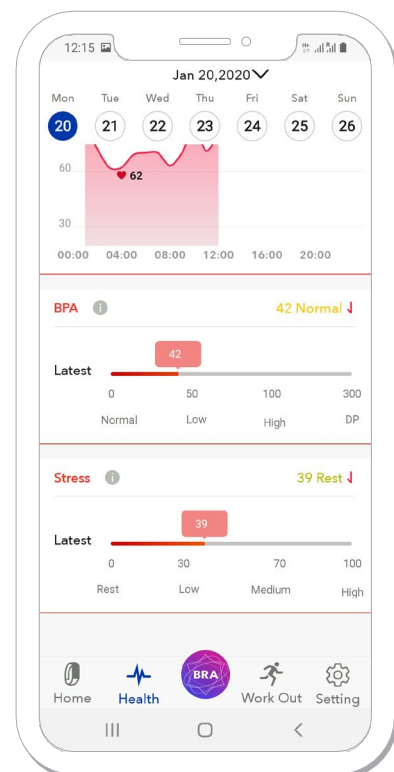 12:15
Jan 20,2020
Mon Tue Wed Thu Fri Sat Sun
20 21 22 23 24 25 26
60
62
30
00:00 04:00 08:00 12:00 16:00 20:00
BPA i 42 Normal
42
Latest
0 50 100 300
Normal Low High DP
Stress i 39 Rest
39
Latest
0 30 70 100
Rest Low Medium High
BRA
Home Health Work Out Setting